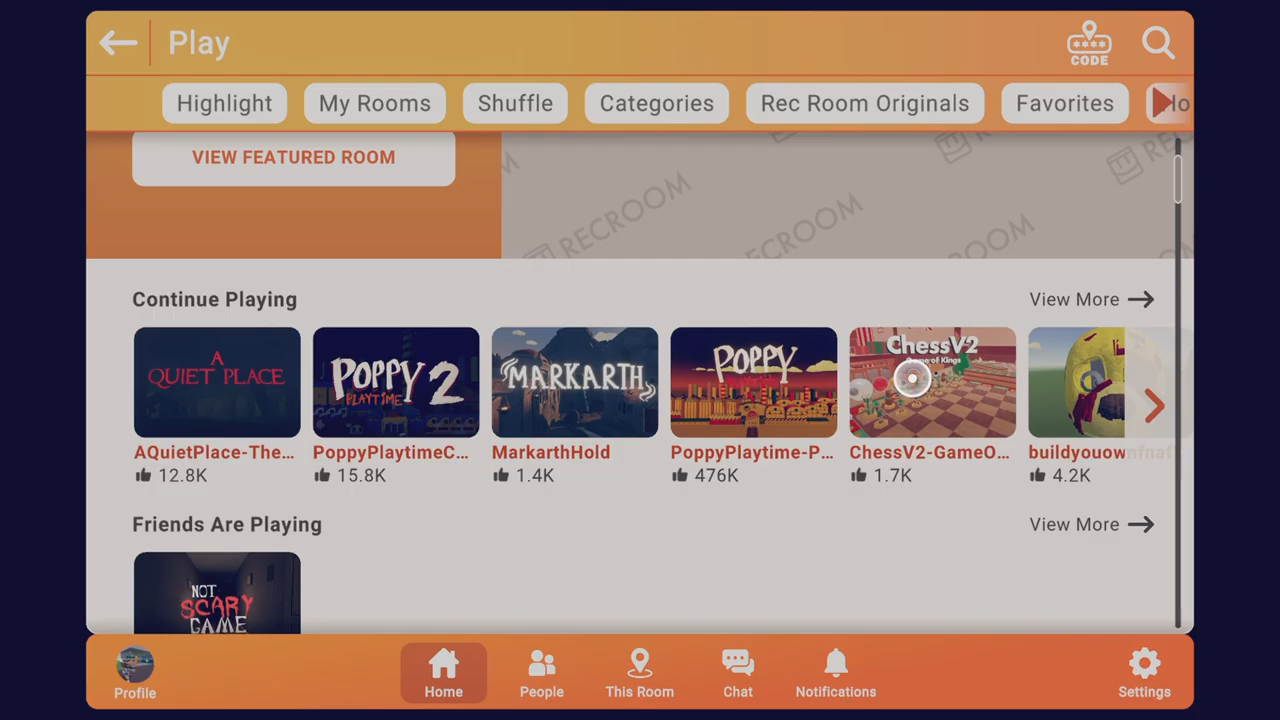 Play
CODE
Highlight
My Rooms
Shuffle
Categories
Rec Room Originals
Favorites
VIEW FEATURED ROOM
RECROOM
Continue Playing
View More
A
QUIET PLACE
POPPY 2
PLAYTIME
MARKARTH
POPPY
ChessV2
Game of Kings
AQuietPlace-The...
PoppyPlaytimeC...
MarkarthHold
PoppyPlaytime-P...
ChessV2-GameO...
12.8K
15.8K
1.4K
476K
1.7K
4.2K
Friends Are Playing
View More
NOT
SCARY
GAME
Profile
Home
People
This Room
Chat
Notifications
Settings